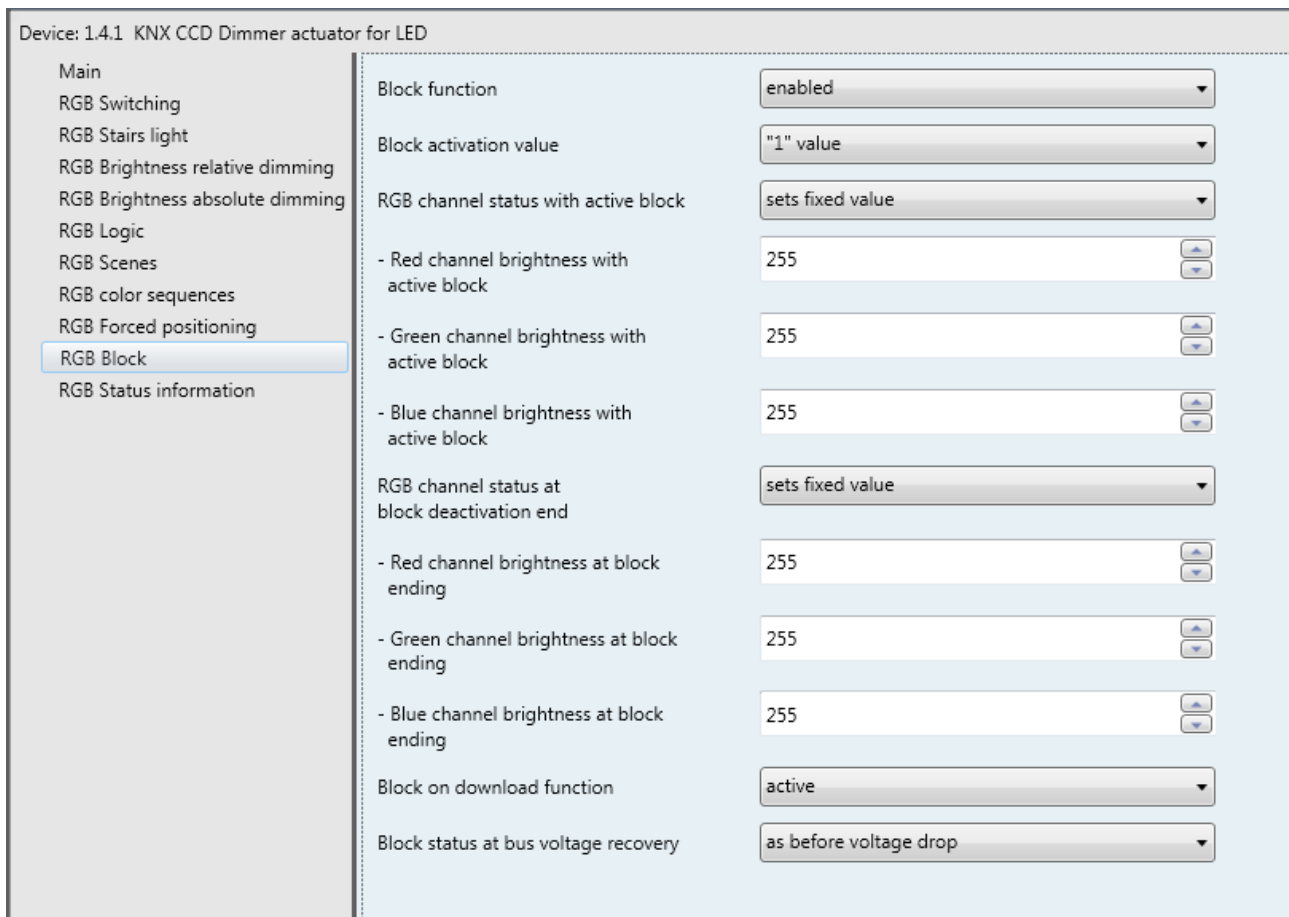 Device: 1.4.1 KNX CCD Dimmer actuator for LED
Main
RGB Switching
RGB Stairs light
RGB Brightness relative dimming
RGB Brightness absolute dimming
RGB Logic
RGB Scenes
RGB color sequences
RGB Forced positioning
RGB Block
RGB Status information
Block function
enabled
Block activation value
"1" value
RGB channel status with active block
sets fixed value
- Red channel brightness with
active block
255
- Green channel brightness with
active block
255
- Blue channel brightness with
active block
255
RGB channel status at
block deactivation end
sets fixed value
- Red channel brightness at block
ending
255
- Green channel brightness at block
ending
255
- Blue channel brightness at block
ending
255
Block on download function
active
Block status at bus voltage recovery
as before voltage drop